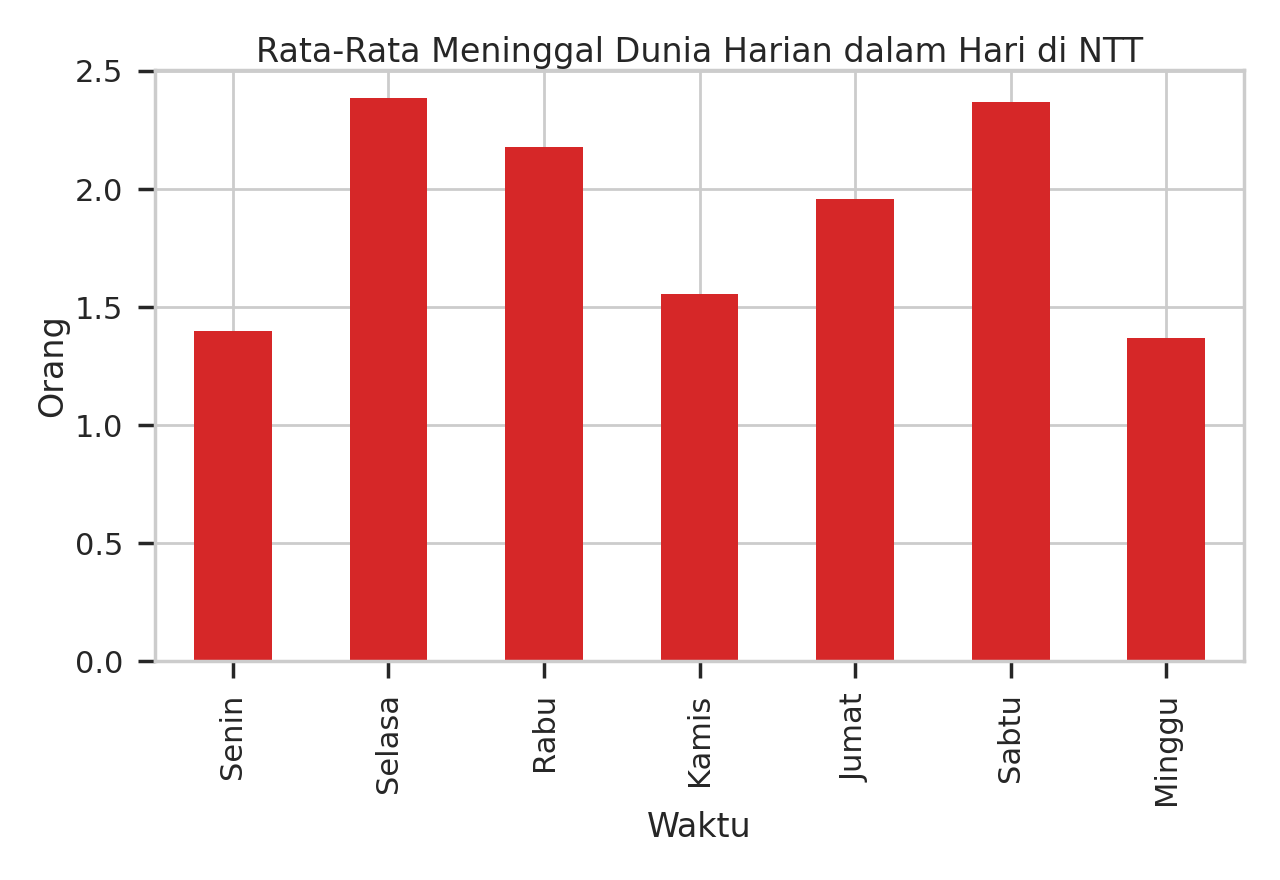 Rata-Rata Meninggal Dunia Harian dalam Hari di NTT
2.5
2.0
1.5
1.0
0.5
0.0
Orang
Senin
Selasa
Rabu
Kamis
Jumat
Sabtu
Minggu
Waktu